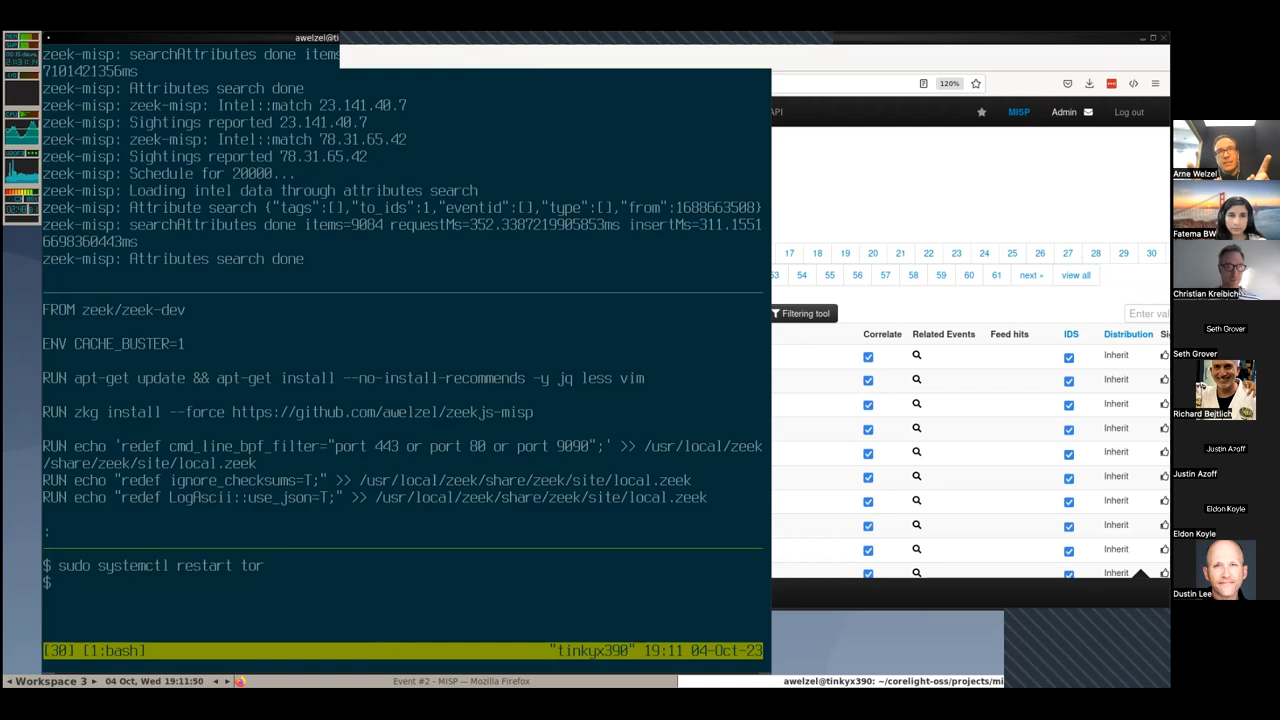 awelzel@ti
zeek-misp: searchAttributes done items
7101421356ms
zeek-misp: Attributes search done
zeek-misp: zeek-misp: Intel::match 23.141.40.7
zeek-misp: Sightings reported 23.141.40.7
zeek-misp: zeek-misp: Intel::match 78.31.65.42
zeek-misp: Sightings reported 78.31.65.42
zeek-misp: Schedule for 20000...
zeek-misp: Loading intel data through attributes search
zeek-misp: Attribute search {"tags":[],"to_ids":1,"eventid":[],"type":[],"from":1688663508}
zeek-misp: searchAttributes done items=9084 requestMs=352.3387219905853ms insertMs=311.1551
6698360443ms
zeek-misp: Attributes search done
FROM zeek/zeek-dev
ENV CACHE_BUSTER=1
RUN apt-get update && apt-get install --no-install-recommends -y jq less vim
RUN zkg install --force https://github.com/awelzel/zeekjs-misp
RUN echo 'redef cmd_line_bpf_filter="port 443 or port 80 or port 9090";' >> /usr/local/zeek
/share/zeek/site/local.zeek
RUN echo "redef ignore_checksums=T;" >> /usr/local/zeek/share/zeek/site/local.zeek
RUN echo "redef LogAscii::use_json=T;" >> /usr/local/zeek/share/zeek/site/local.zeek
:
$ sudo systemctl restart tor
$
[30] [1:bash] "tinkyx390" 19:11 04-Oct-23
120%
API MISP Admin Log out
17 18 19 20 21 22 23 24 25 26 27 28 29 30
53 54 55 56 57 58 59 60 61 next » view all
Filtering tool Enter val
Correlate Related Events Feed hits IDS Distribution Si
Inherit
Inherit
Inherit
Inherit
Inherit
Inherit
Inherit
Inherit
Inherit
Inherit
Workspace 3 04 Oct, Wed 19:11:50 Event #2 - MISP — Mozilla Firefox awelzel@tinkyx390: ~/corelight-oss/projects/mi
Arne Welzel
Fatema BW
Christian Kreibich
Seth Grover
Seth Grover
Richard Bejtlich
Justin Azoff
Justin Azoff
Eldon Koyle
Eldon Koyle
Dustin Lee